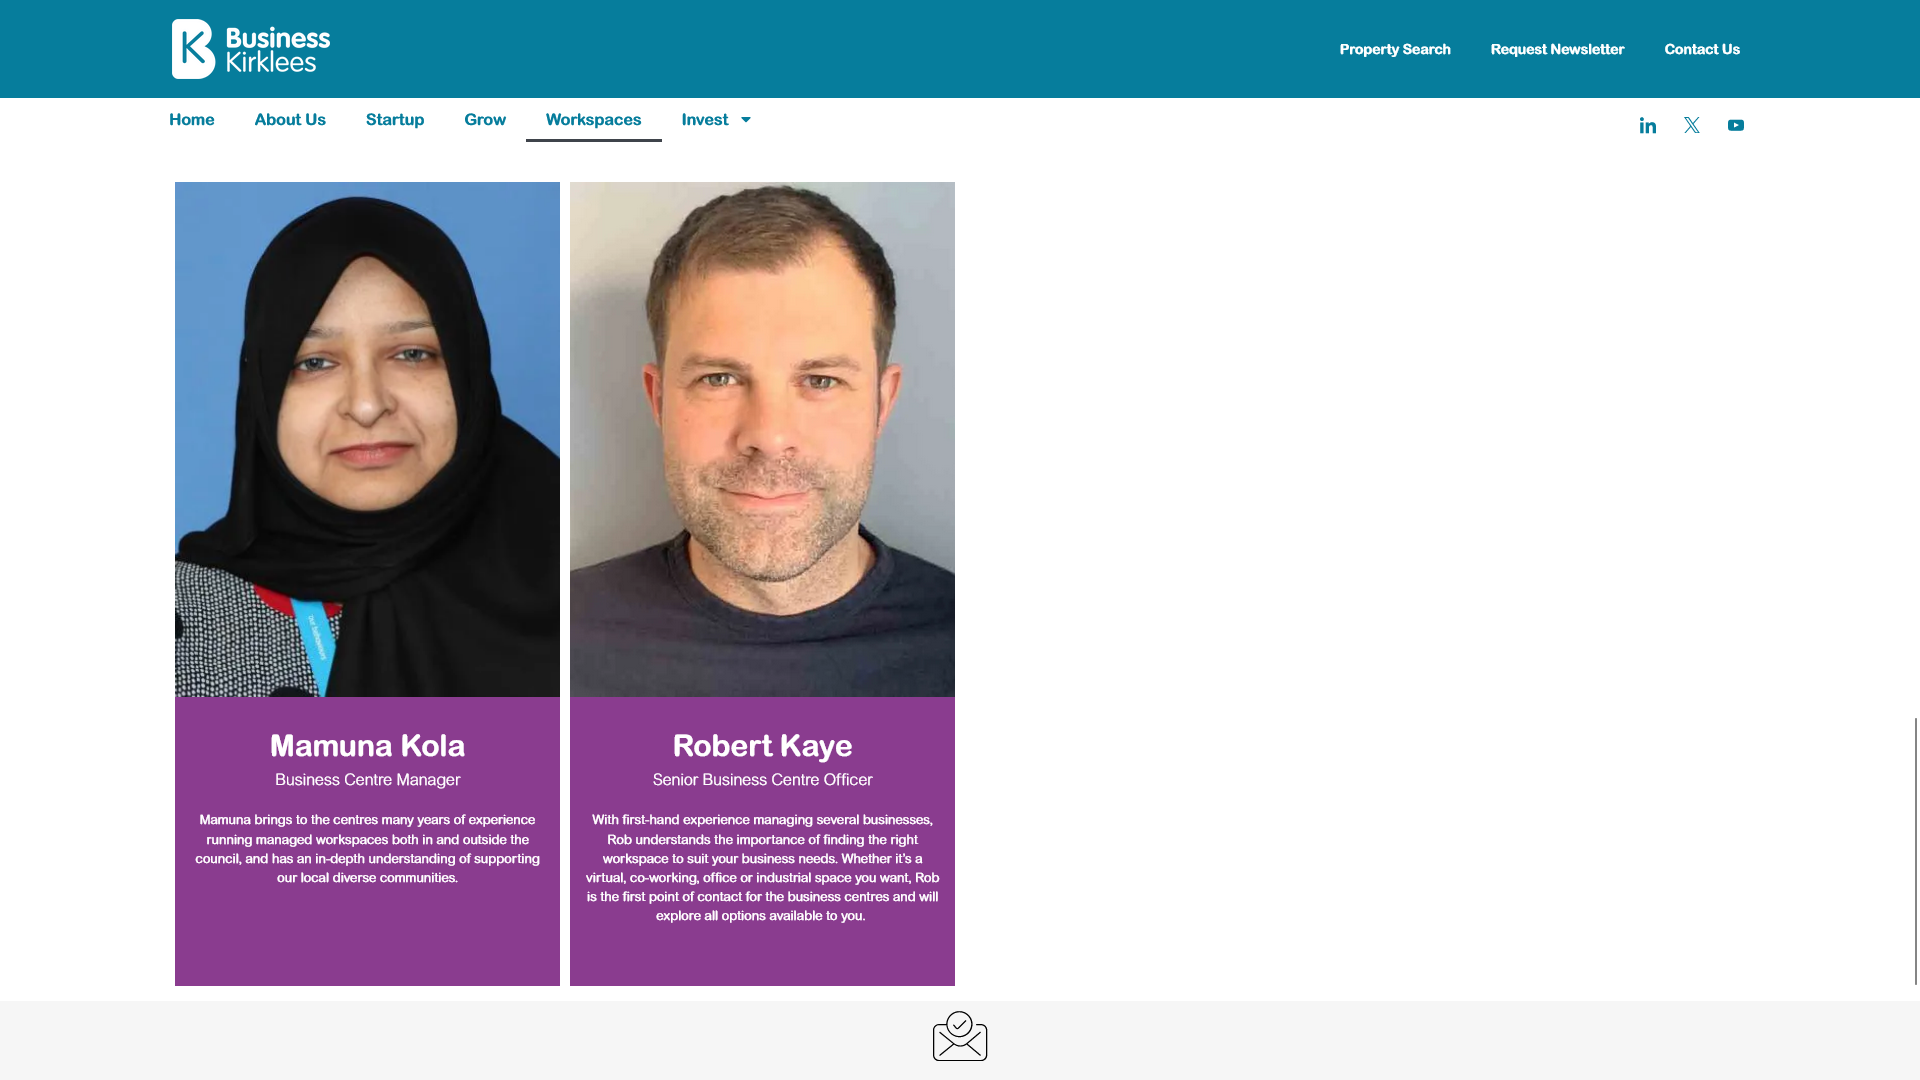 Business
Kirklees
Property Search
Request Newsletter
Contact Us
Home
About Us
Startup
Grow
Workspaces
Invest
Mamuna Kola
Business Centre Manager
Mamuna brings to the centres many years of experience
running managed workspaces both in and outside the
council, and has an in-depth understanding of supporting
our local diverse communities.
Robert Kaye
Senior Business Centre Officer
With first-hand experience managing several businesses,
Rob understands the importance of finding the right
workspace to suit your business needs. Whether it’s a
virtual, co-working, office or industrial space you want, Rob
is the first point of contact for the business centres and will
explore all options available to you.